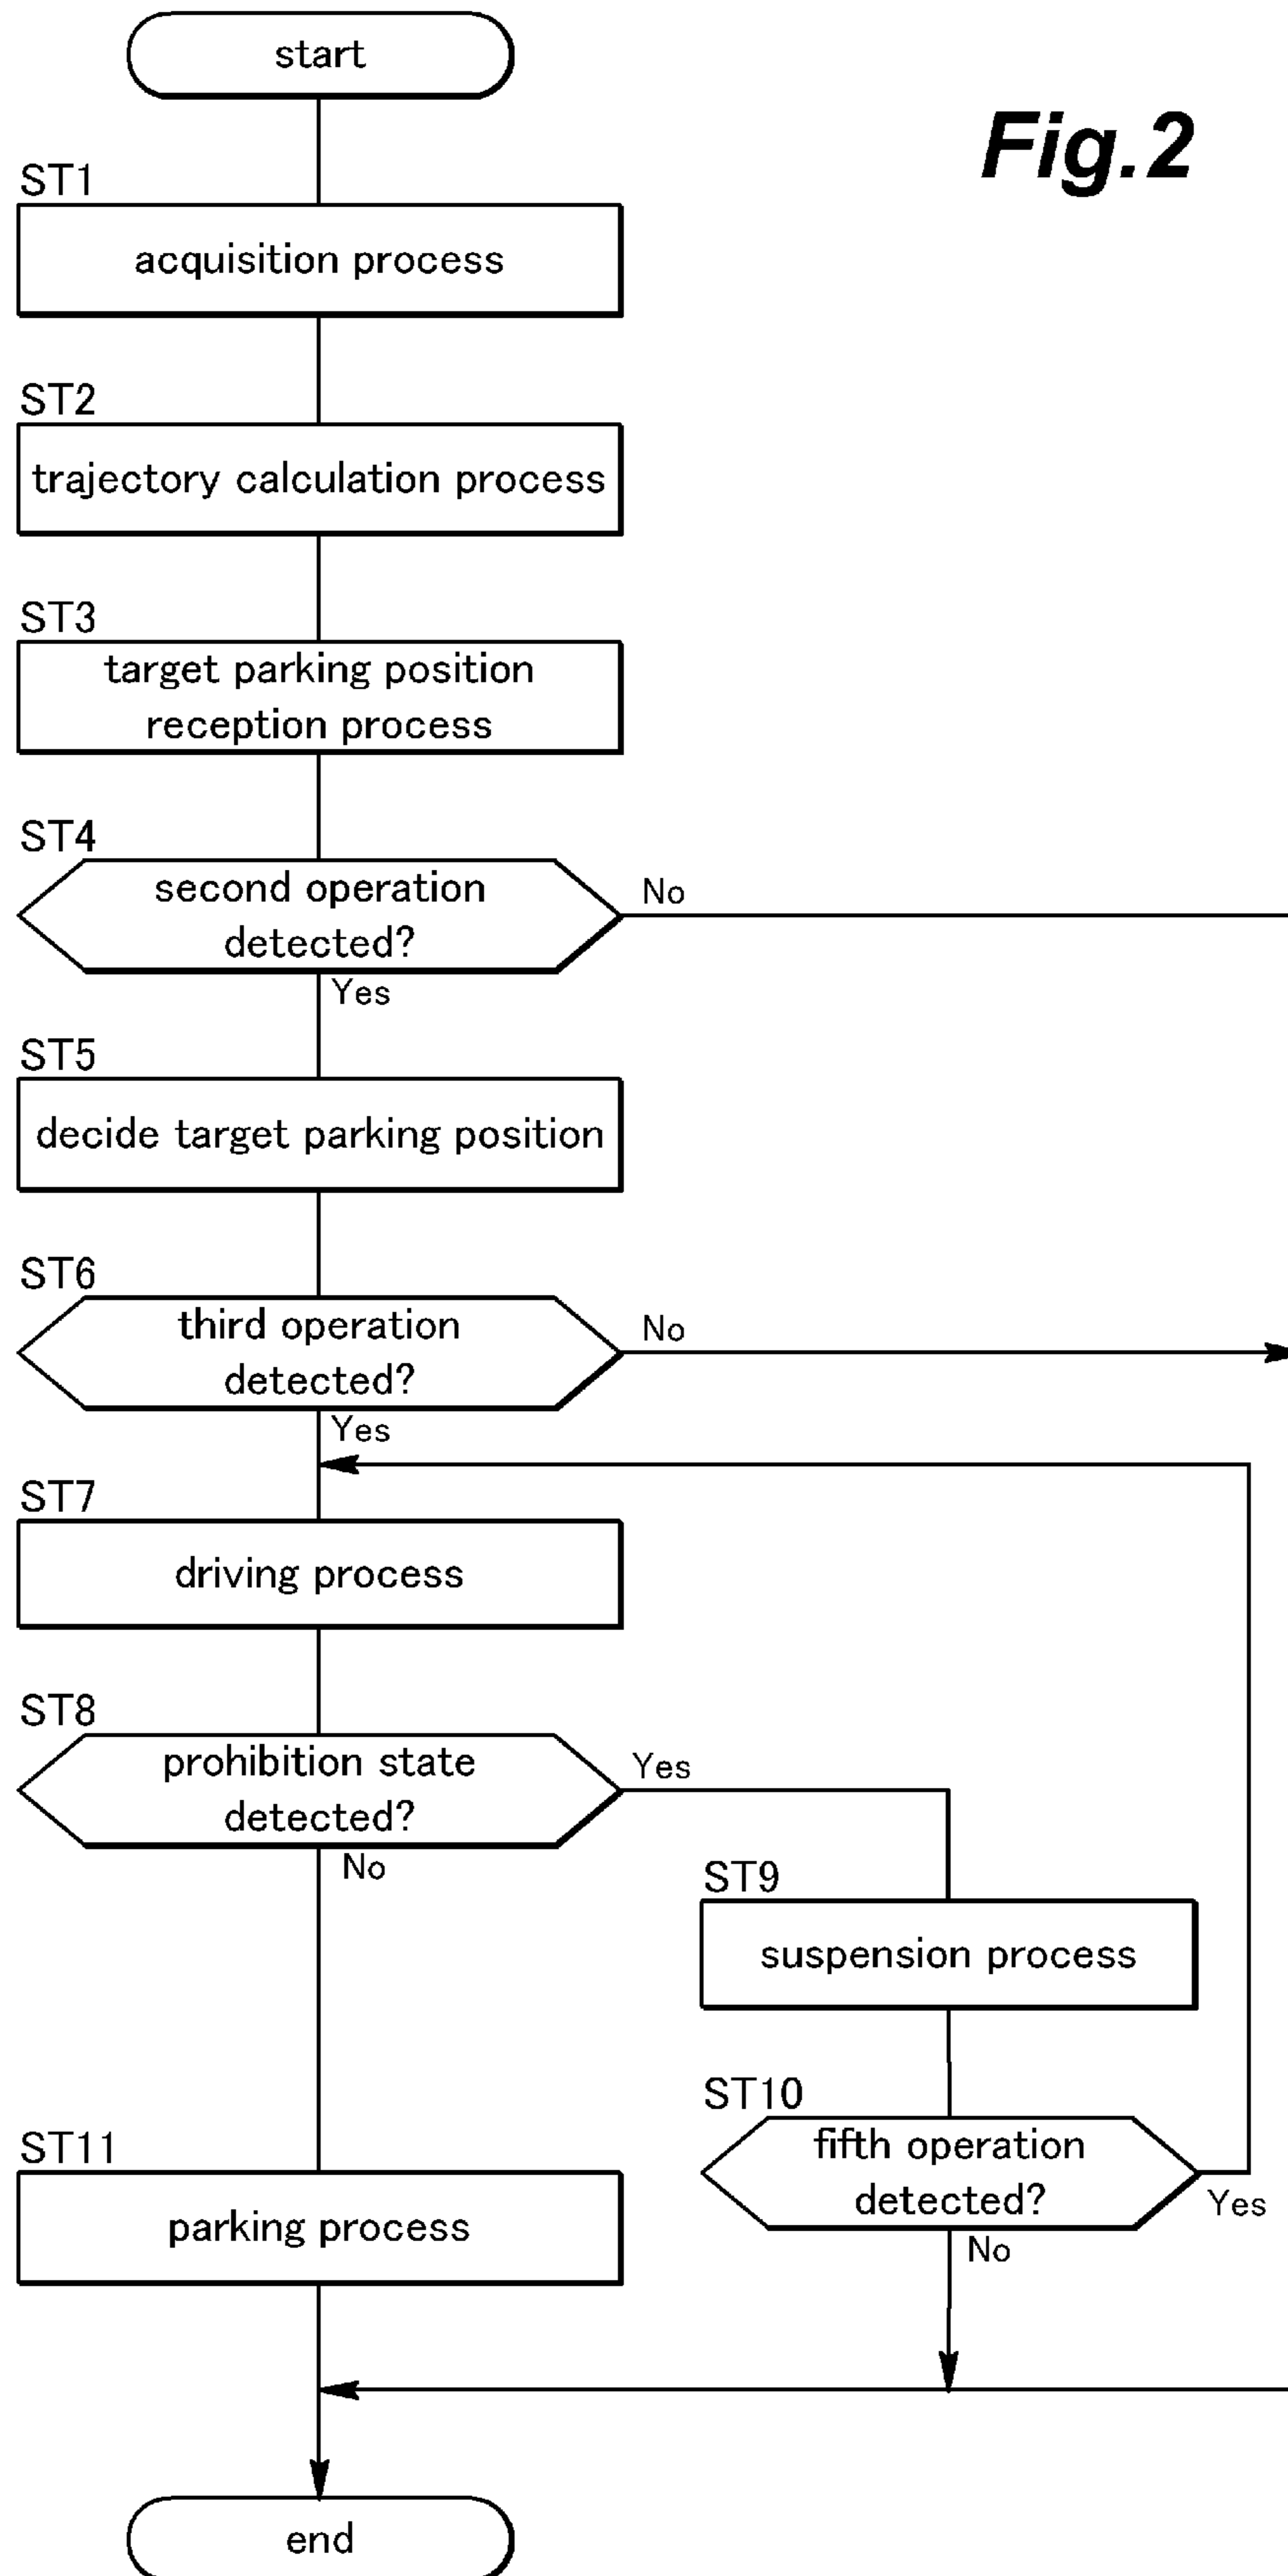 start
Fig.2
ST1
acquisition process
ST2
trajectory calculation process
ST3
target parking position
reception process
ST4
second operation
detected?
No
Yes
ST5
decide target parking position
ST6
third operation
detected?
No
Yes
ST7
driving process
ST8
prohibition state
detected?
Yes
No
ST9
suspension process
ST10
fifth operation
detected?
Yes
No
ST11
parking process
end